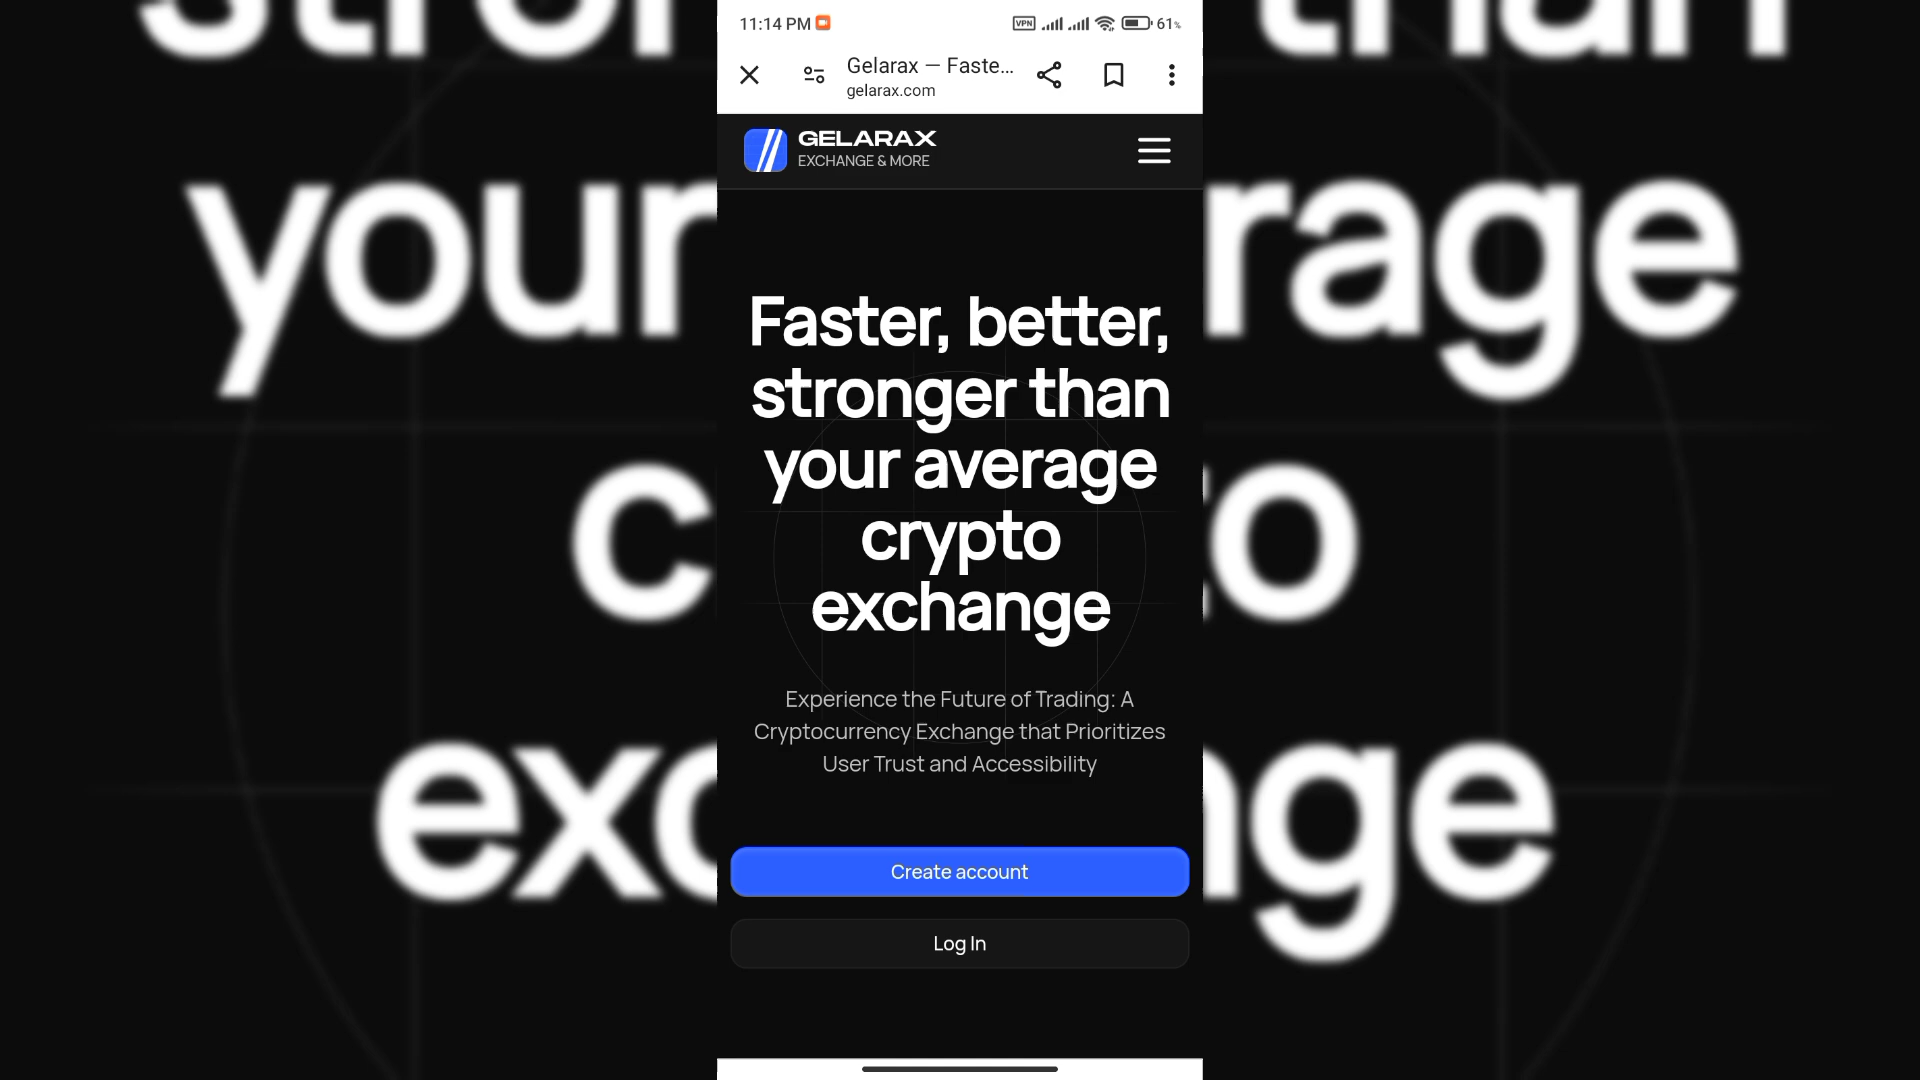 11:14 PM
VPN
61%
Gelarax — Faste...
gelarax.com
GELARAX
EXCHANGE & MORE
Faster, better,
stronger than
your average
crypto
exchange
Experience the Future of Trading: A
Cryptocurrency Exchange that Prioritizes
User Trust and Accessibility
Create account
Log In